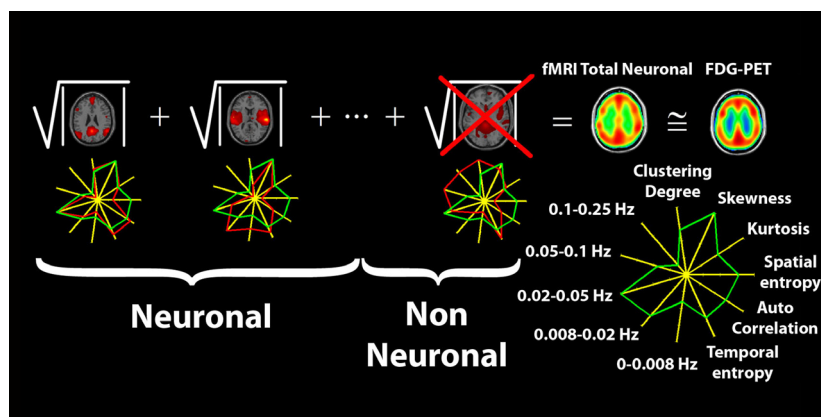 fMRI Total Neuronal
FDG-PET
+
+ ... +
=
≅
Clustering
Degree
Skewness
Kurtosis
Spatial
entropy
Auto
Correlation
Temporal
entropy
0-0.008 Hz
0.008-0.02 Hz
0.02-0.05 Hz
0.05-0.1 Hz
0.1-0.25 Hz
Neuronal
Non
Neuronal